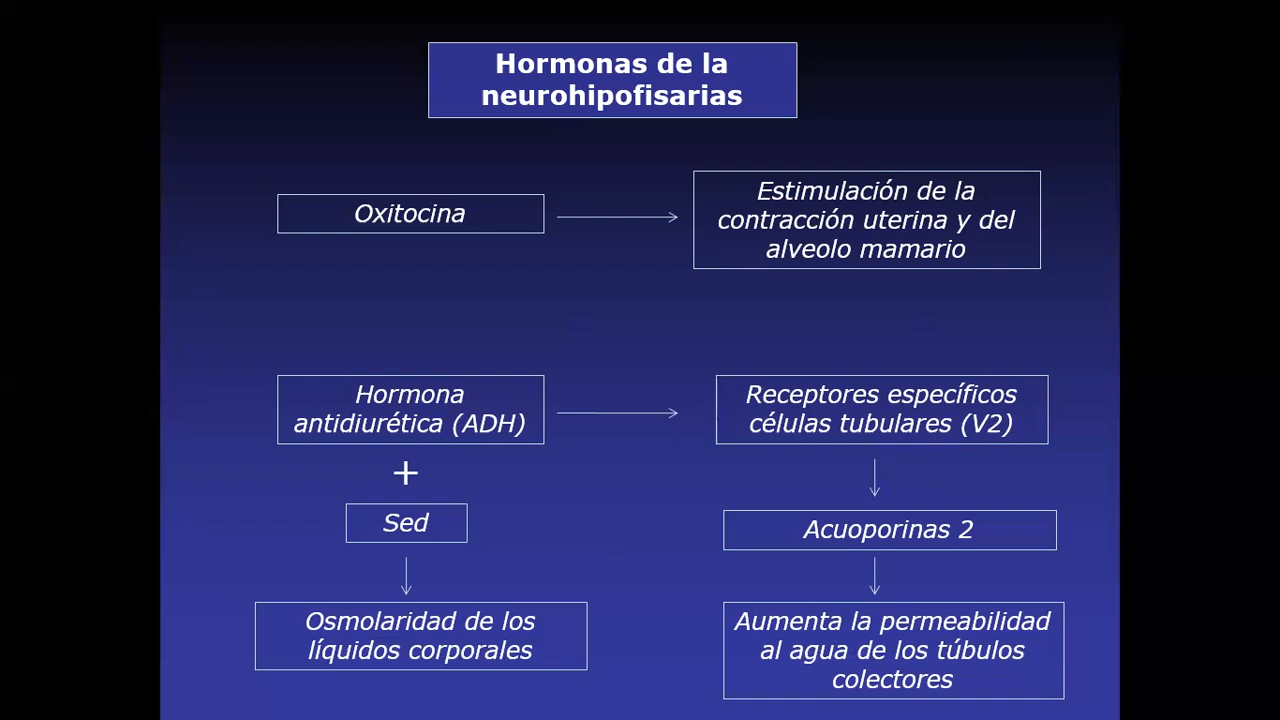 Hormonas de la
neurohipofisarias
Oxitocina
Estimulación de la
contracción uterina y del
alveolo mamario
Hormona
antidiurética (ADH)
Receptores específicos
células tubulares (V2)
+
Sed
Acuoporinas 2
Osmolaridad de los
líquidos corporales
Aumenta la permeabilidad
al agua de los túbulos
colectores